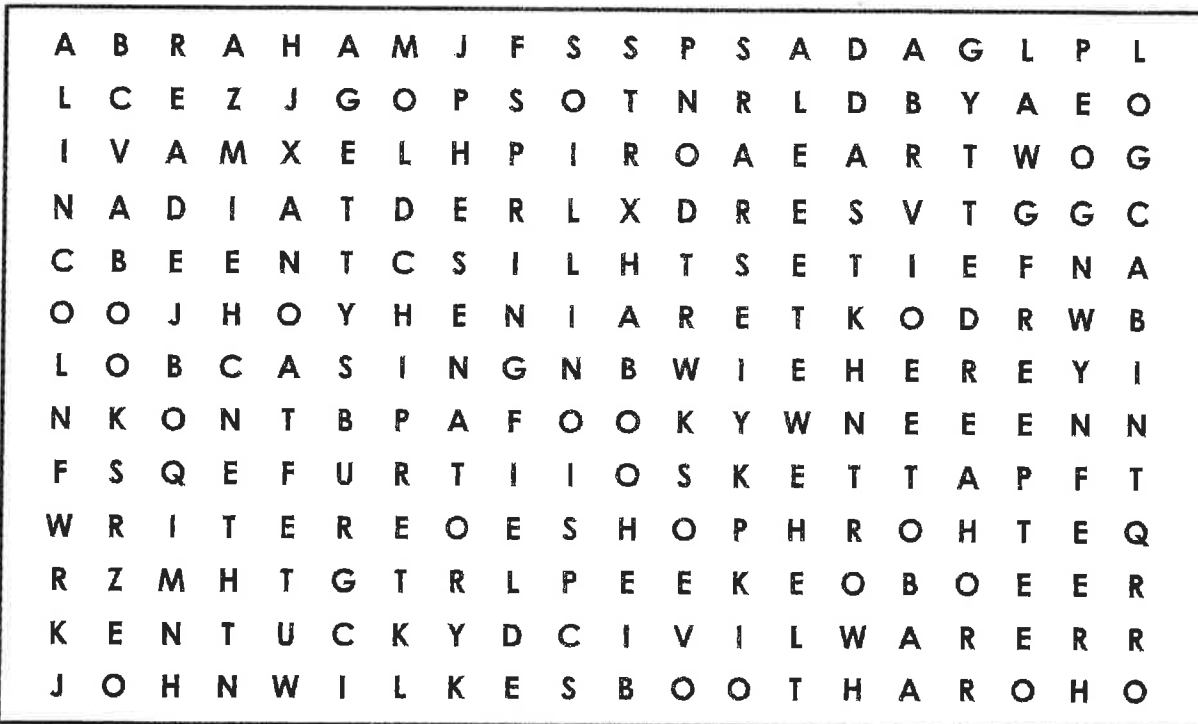 A B R A H A M J F S S P S A D A G L P L
L C E Z J G O P S O T N R L D B Y A E O
I V A M X E L H P I R O A E A R T W O G
N A D I A T D E R L X D R E S V T G G C
C B E E N T C S I L H T S E T I E F N A
O O J H O Y H E N I A R E T K O D R W B
L O B C A S I N G N B W I E H E R E Y I
N K O N T B P A F O O K Y W N E E E N N
F S Q E F U R T I I O S K E T T A P F T
W R I T E R E O E S H O P H R O H T E Q
R Z M H T G T R L P E E K E O B O E E R
K E N T U C K Y D C I V I L W A R E R R
J O H N W I L K E S B O O T H A R O H O